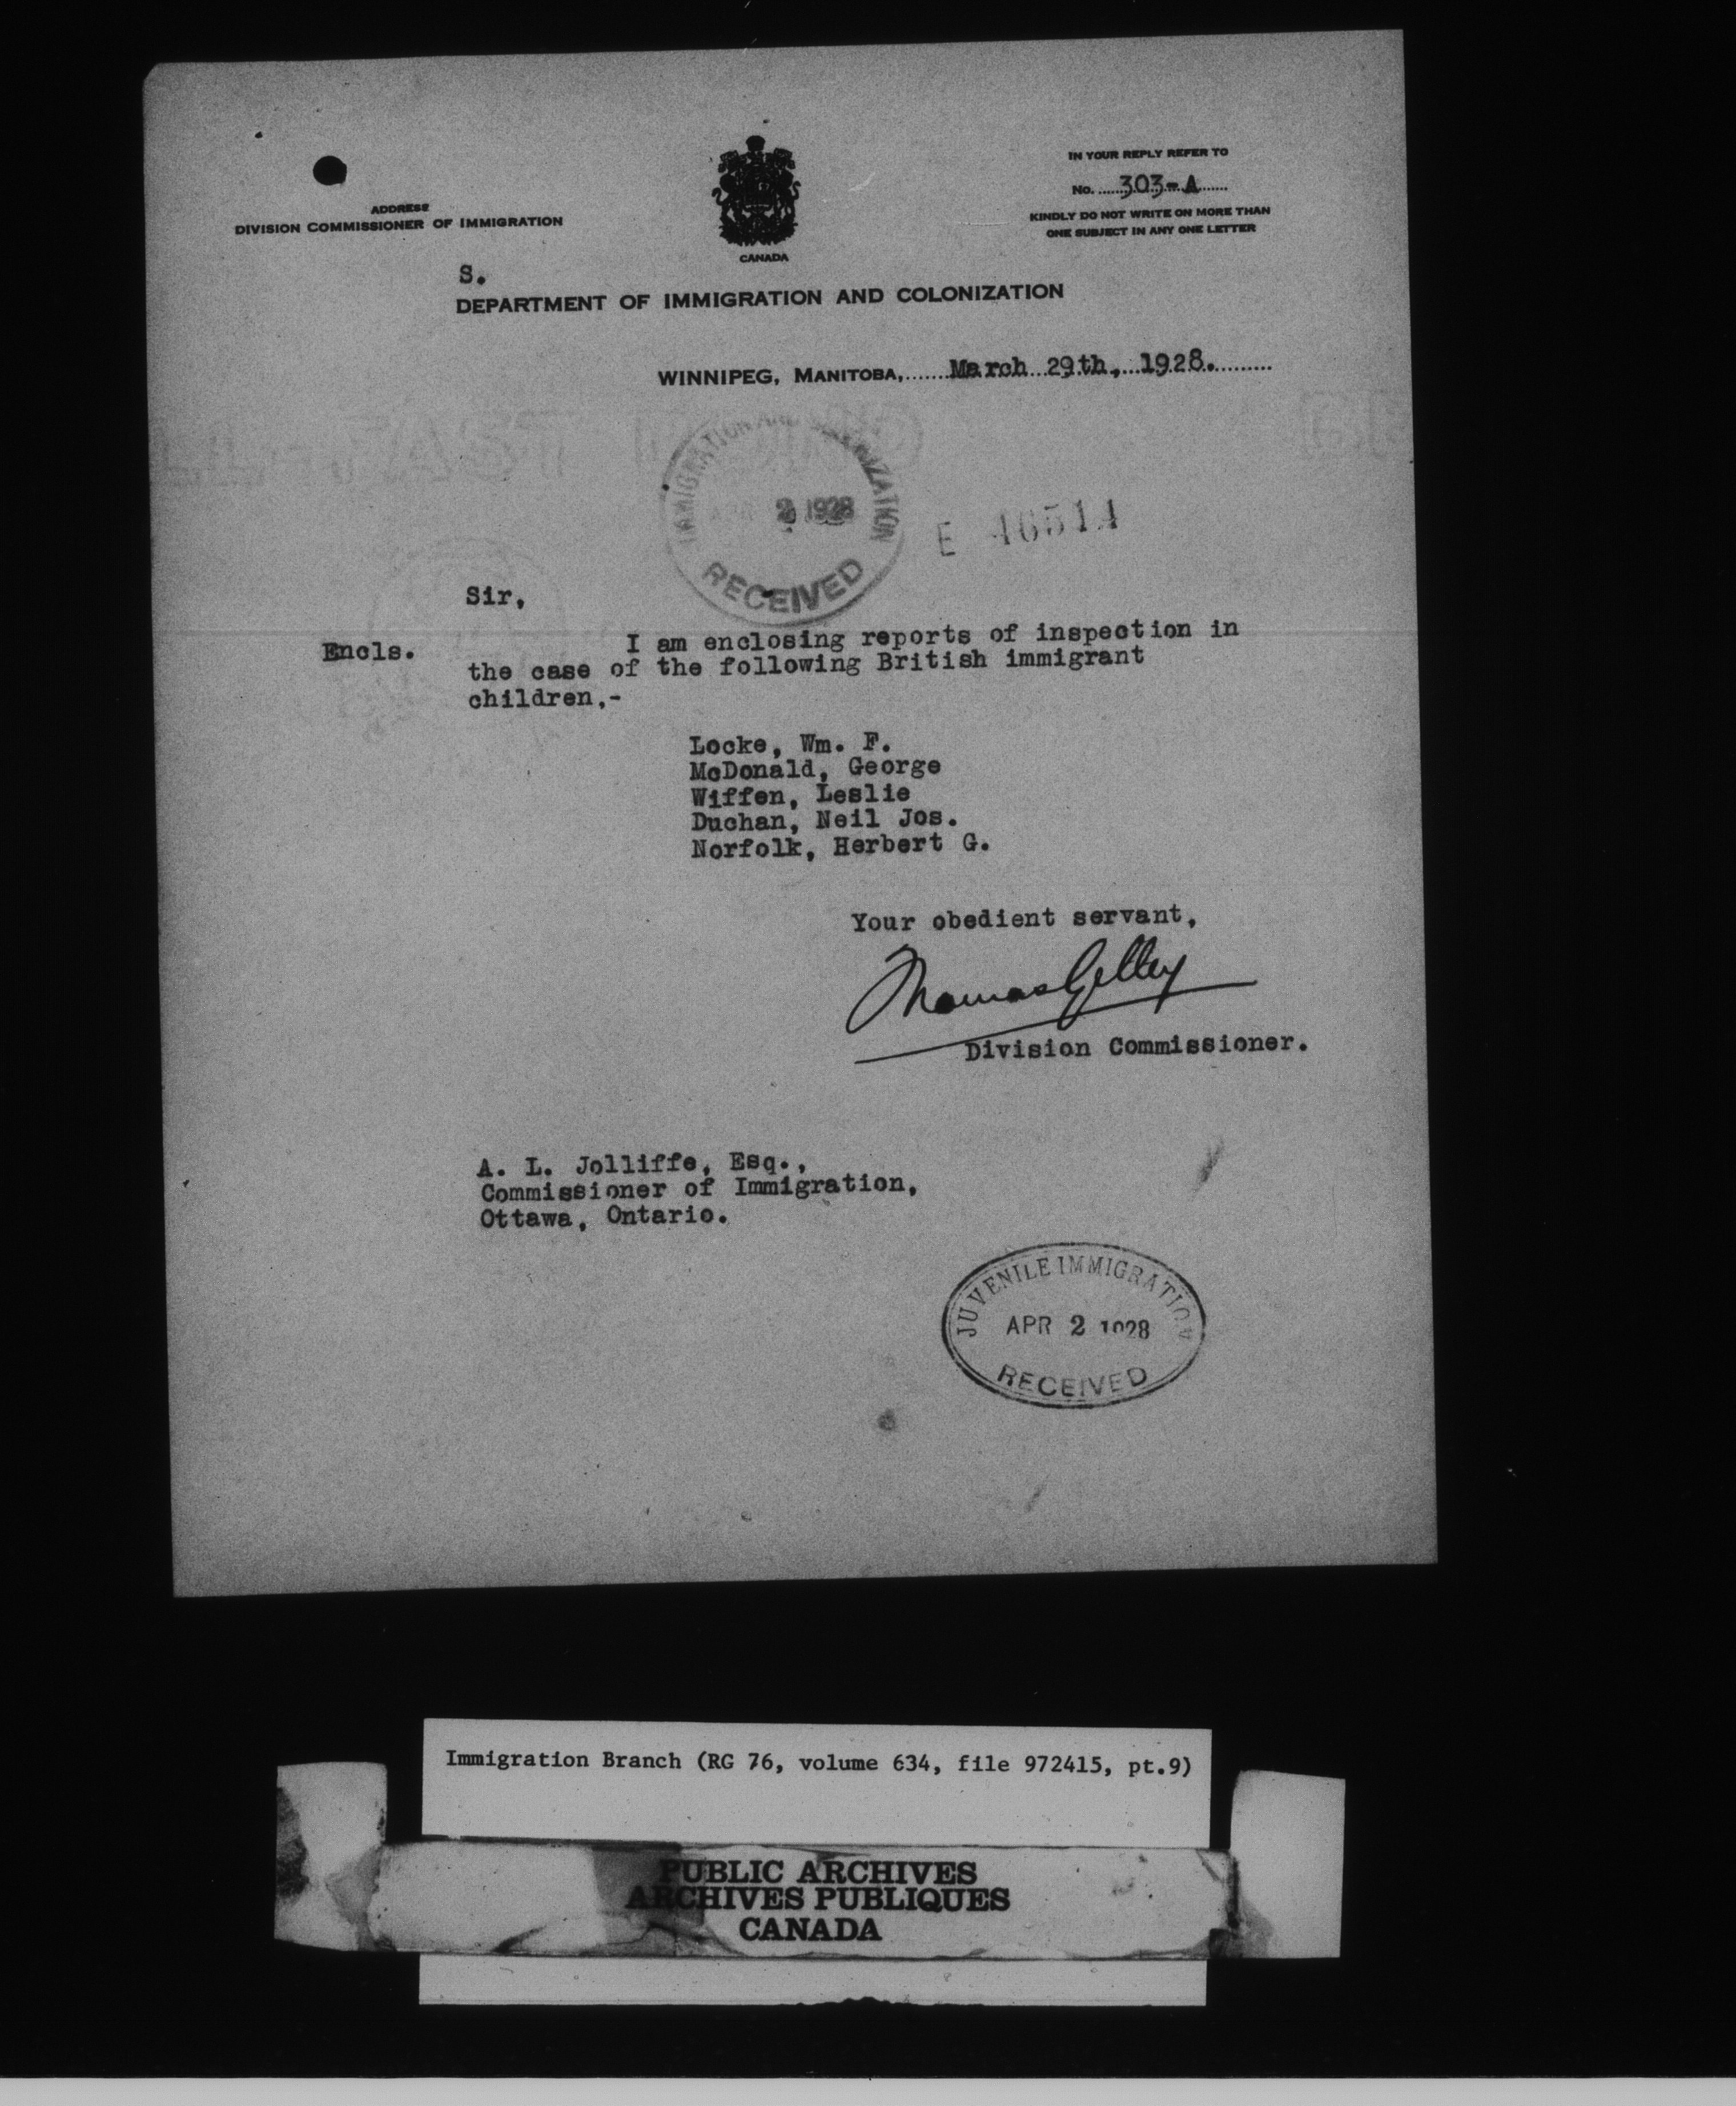 ADDRESS
DIVISION COMMISSIONER OF IMMIGRATION
CANADA
IN YOUR REPLY REFER TO
No. 303-A
KINDLY DO NOT WRITE ON MORE THAN
ONE SUBJECT IN ANY ONE LETTER
S.
DEPARTMENT OF IMMIGRATION AND COLONIZATION
WINNIPEG, MANITOBA, March 29th, 1928.
IMMIGRATION AND COLONIZATION
2 1928
RECEIVED
E 46514
Sir,
Encls. I am enclosing reports of inspection in
the case of the following British immigrant
children,-
Locke, Wm. F.
McDonald, George
Wiffen, Leslie
Duchan, Neil Jos.
Norfolk, Herbert G.
Your obedient servant,
Thomas Gelley
Division Commissioner.
A. L. Jolliffe, Esq.,
Commissioner of Immigration,
Ottawa, Ontario.
JUVENILE IMMIGRATION
APR 2 1928
RECEIVED
Immigration Branch (RG 76, volume 634, file 972415, pt.9)
PUBLIC ARCHIVES
ARCHIVES PUBLIQUES
CANADA